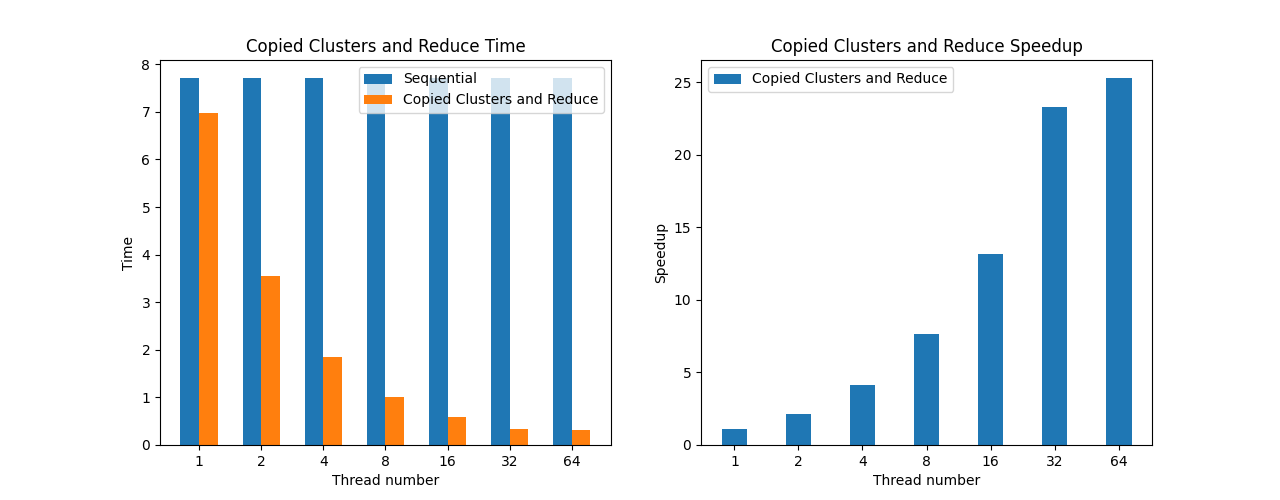 Copied Clusters and Reduce Time
Sequential
Copied Clusters and Reduce
Time
8
7
6
5
4
3
2
1
0
1 2 4 8 16 32 64
Thread number
Copied Clusters and Reduce Speedup
Copied Clusters and Reduce
Speedup
25
20
15
10
5
0
1 2 4 8 16 32 64
Thread number